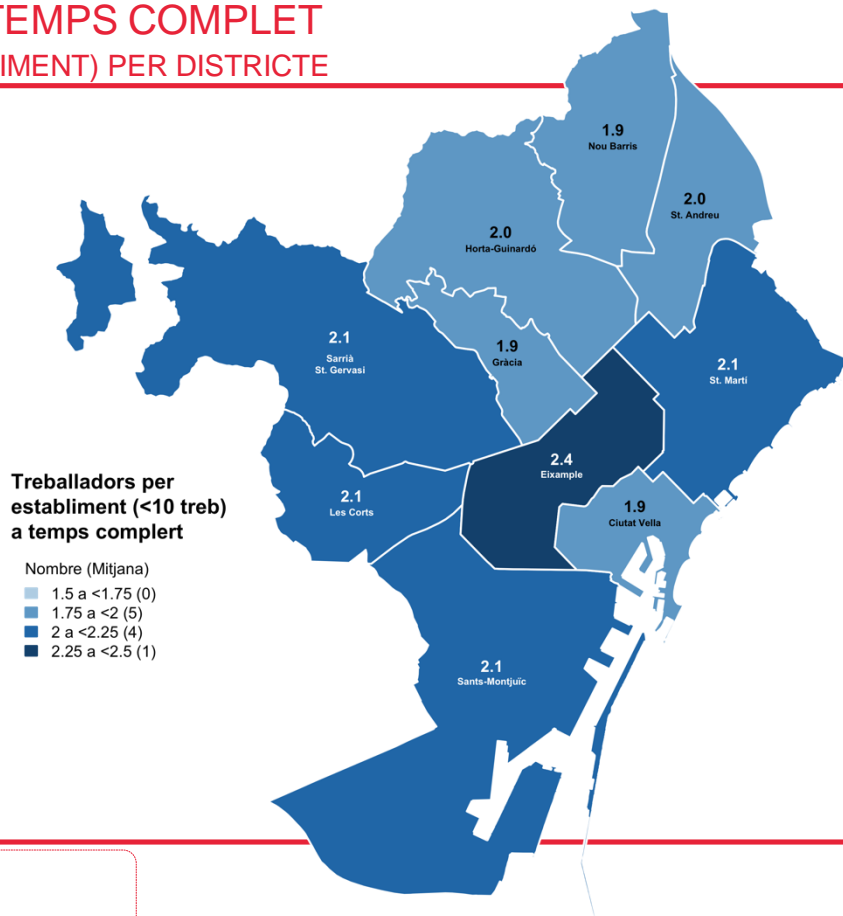 TEMPS COMPLET
IMENT) PER DISTRICTE
1.9
Nou Barris
2.0
St. Andreu
2.0
Horta-Guinardó
2.1
Sarrià
St. Gervasi
1.9
Gràcia
2.1
St. Martí
2.4
Eixample
2.1
Les Corts
1.9
Ciutat Vella
2.1
Sants-Montjuïc
Treballadors per
establiment (<10 treb)
a temps complert
Nombre (Mitjana)
1.5 a <1.75 (0)
1.75 a <2 (5)
2 a <2.25 (4)
2.25 a <2.5 (1)